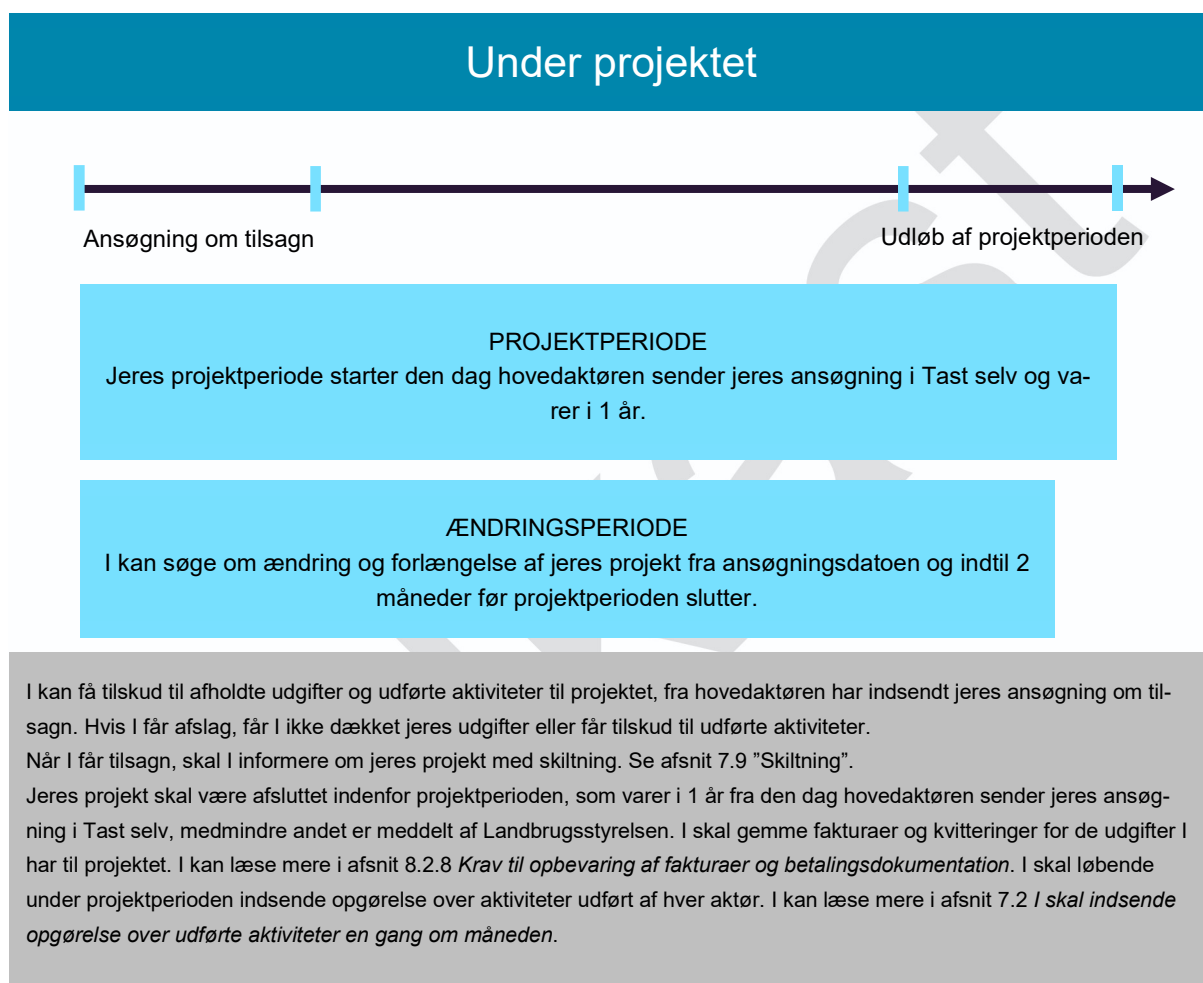 Under projektet
Ansøgning om tilsagn
Udløb af projektperioden
PROJEKTPERIODE
Jeres projektperiode starter den dag hovedaktøren sender jeres ansøgning i Tast selv og va-
rer i 1 år.
ÆNDRINGSPERIODE
I kan søge om ændring og forlængelse af jeres projekt fra ansøgningsdatoen og indtil 2
måneder før projektperioden slutter.
I kan få tilskud til afholdte udgifter og udførte aktiviteter til projektet, fra hovedaktøren har indsendt jeres ansøgning om til-
sagn. Hvis I får afslag, får I ikke dækket jeres udgifter eller får tilskud til udførte aktiviteter.
Når I får tilsagn, skal I informere om jeres projekt med skiltning. Se afsnit 7.9 ”Skiltning”.
Jeres projekt skal være afsluttet indenfor projektperioden, som varer i 1 år fra den dag hovedaktøren sender jeres ansøg-
ning i Tast selv, medmindre andet er meddelt af Landbrugsstyrelsen. I skal gemme fakturaer og kvitteringer for de udgifter I
har til projektet. I kan læse mere i afsnit 8.2.8 Krav til opbevaring af fakturaer og betalingsdokumentation. I skal løbende
under projektperioden indsende opgørelse over aktiviteter udført af hver aktør. I kan læse mere i afsnit 7.2 I skal indsende
opgørelse over udførte aktiviteter en gang om måneden.